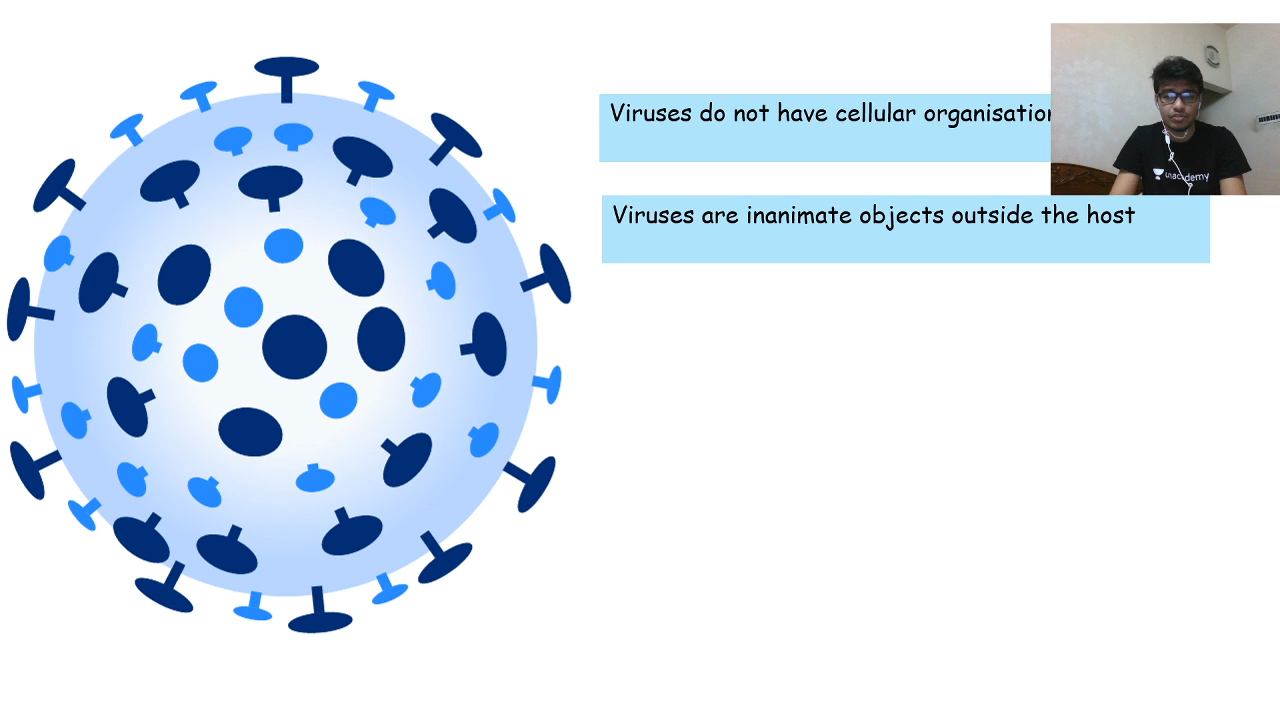 Viruses do not have cellular organisation
Viruses are inanimate objects outside the host
unacademy